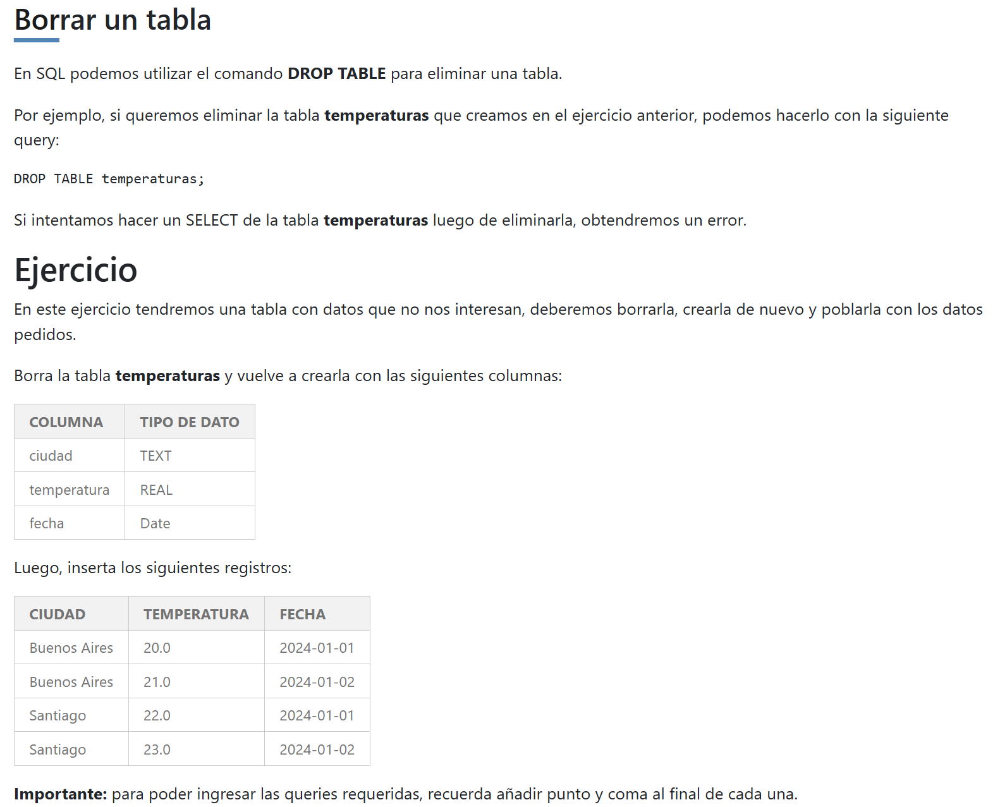 Borrar un tabla
En SQL podemos utilizar el comando DROP TABLE para eliminar una tabla.
Por ejemplo, si queremos eliminar la tabla temperaturas que creamos en el ejercicio anterior, podemos hacerlo con la siguiente
query:
DROP TABLE temperaturas;
Si intentamos hacer un SELECT de la tabla temperaturas luego de eliminarla, obtendremos un error.
Ejercicio
En este ejercicio tendremos una tabla con datos que no nos interesan, deberemos borrarla, crearla de nuevo y poblarla con los datos
pedidos.
Borra la tabla temperaturas y vuelve a crearla con las siguientes columnas:
COLUMNA TIPO DE DATO
ciudad TEXT
temperatura REAL
fecha Date
Luego, inserta los siguientes registros:
CIUDAD TEMPERATURA FECHA
Buenos Aires 20.0 2024-01-01
Buenos Aires 21.0 2024-01-02
Santiago 22.0 2024-01-01
Santiago 23.0 2024-01-02
Importante: para poder ingresar las queries requeridas, recuerda añadir punto y coma al final de cada una.